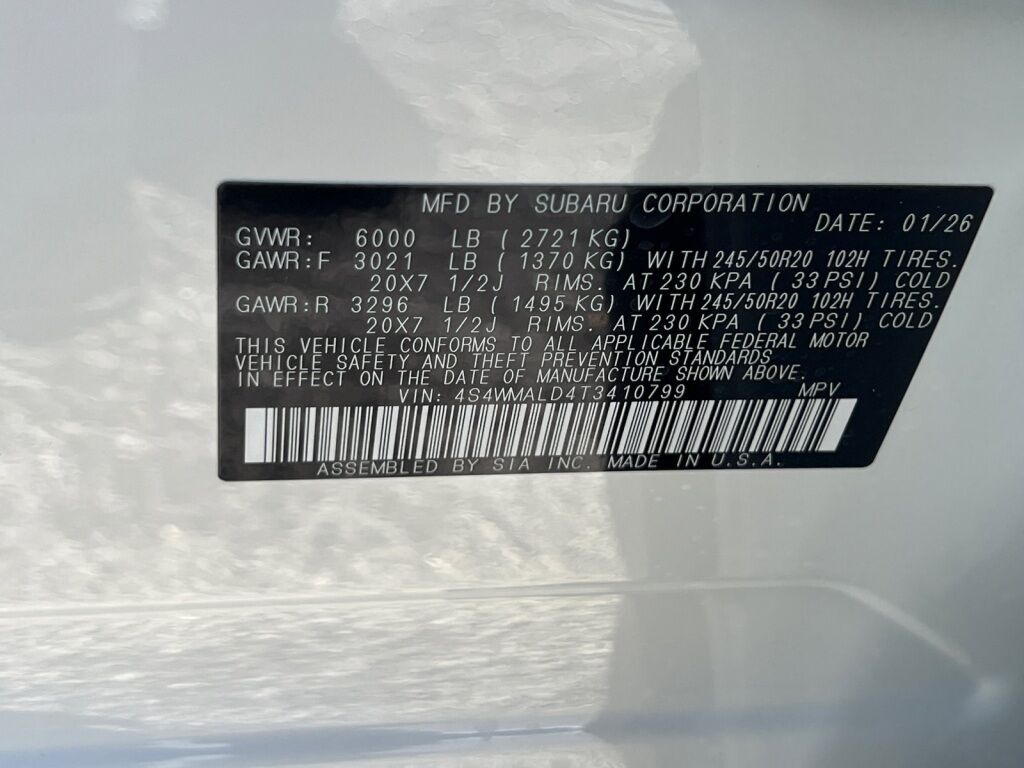 MFD BY SUBARU CORPORATION
DATE: 01/26
GVWR: 6000 LB ( 2721 KG)
GAWR:F 3021 LB ( 1370 KG) WITH 245/50R20 102H TIRES.
20X7 1/2J RIMS. AT 230 KPA ( 33 PSI) COLD
GAWR:R 3296 LB ( 1495 KG) WITH 245/50R20 102H TIRES.
20X7 1/2J RIMS. AT 230 KPA ( 33 PSI) COLD
THIS VEHICLE CONFORMS TO ALL APPLICABLE FEDERAL MOTOR
VEHICLE SAFETY AND THEFT PREVENTION STANDARDS
IN EFFECT ON THE DATE OF MANUFACTURE SHOWN ABOVE.
VIN: 4S4WMALD4T3410799 MPV
ASSEMBLED BY SIA INC. MADE IN U.S.A.